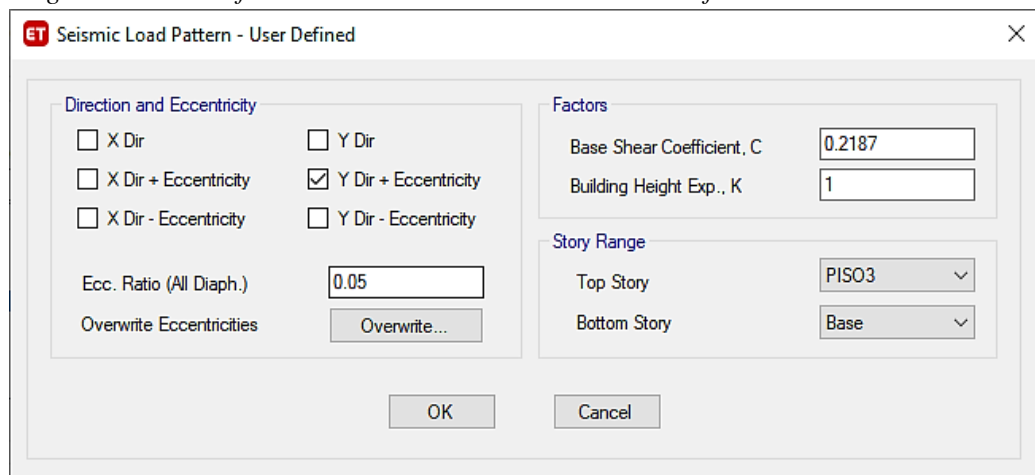 ET Seismic Load Pattern - User Defined
Direction and Eccentricity
X Dir Y Dir
X Dir + Eccentricity Y Dir + Eccentricity
X Dir - Eccentricity Y Dir - Eccentricity
Ecc. Ratio (All Diaph.) 0.05
Overwrite Eccentricities Overwrite...
Factors
Base Shear Coefficient, C 0.2187
Building Height Exp., K 1
Story Range
Top Story PISO3
Bottom Story Base
OK Cancel